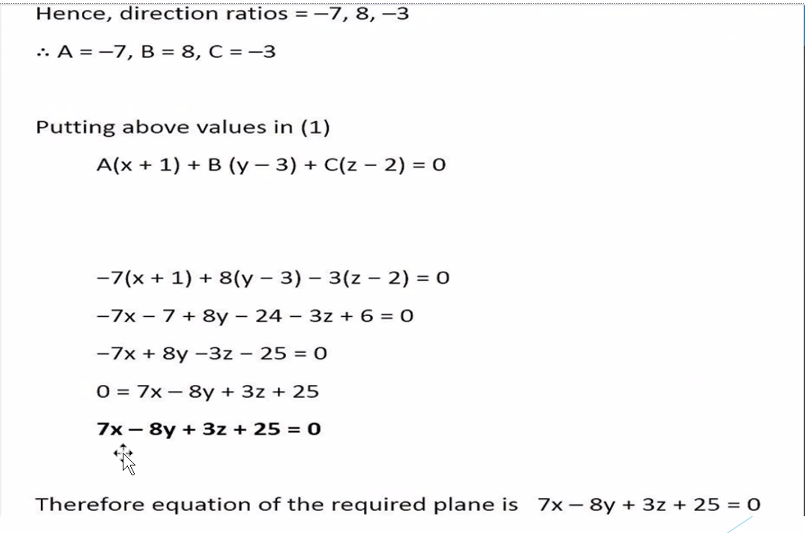 Hence, direction ratios = –7, 8, –3
∴ A = –7, B = 8, C = –3
Putting above values in (1)
A(x + 1) + B (y – 3) + C(z – 2) = 0
–7(x + 1) + 8(y – 3) – 3(z – 2) = 0
–7x – 7 + 8y – 24 – 3z + 6 = 0
–7x + 8y –3z – 25 = 0
0 = 7x – 8y + 3z + 25
7x – 8y + 3z + 25 = 0
Therefore equation of the required plane is 7x – 8y + 3z + 25 = 0